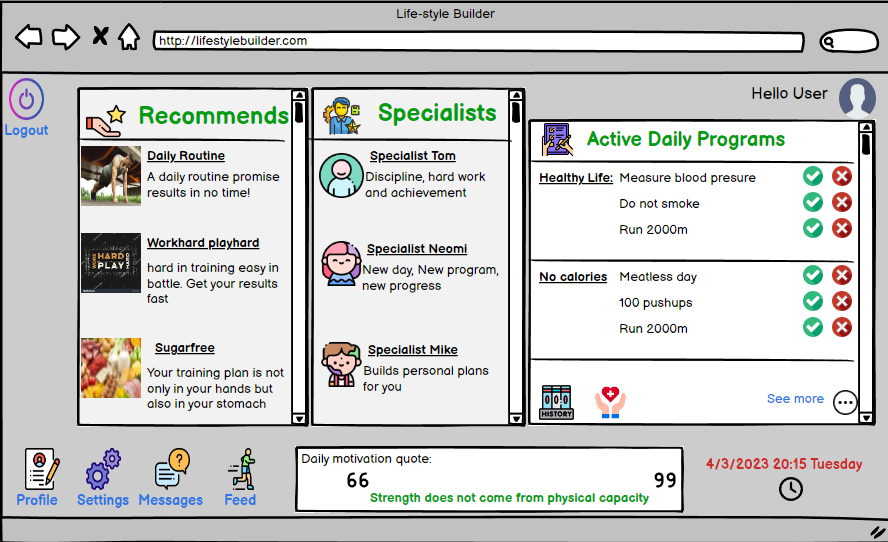 Life-style Builder
http://lifestylebuilder.com
Logout
Hello User
Recommends
Daily Routine
A daily routine promise
results in no time!
Workhard playhard
hard in training easy in
battle. Get your results
fast
WORK
HARD
PLAY
HARD
Sugarfree
Your training plan is not
only in your hands but
also in your stomach
Specialists
Specialist Tom
Discipline, hard work
and achievement
Specialist Neomi
New day, New program,
new progress
Specialist Mike
Builds personal plans
for you
Active Daily Programs
Healthy Life: Measure blood presure
Do not smoke
Run 2000m
No calories Meatless day
100 pushups
Run 2000m
HISTORY
See more
Profile
Settings
Messages
Feed
Daily motivation quote:
66 99
Strength does not come from physical capacity
4/3/2023 20:15 Tuesday